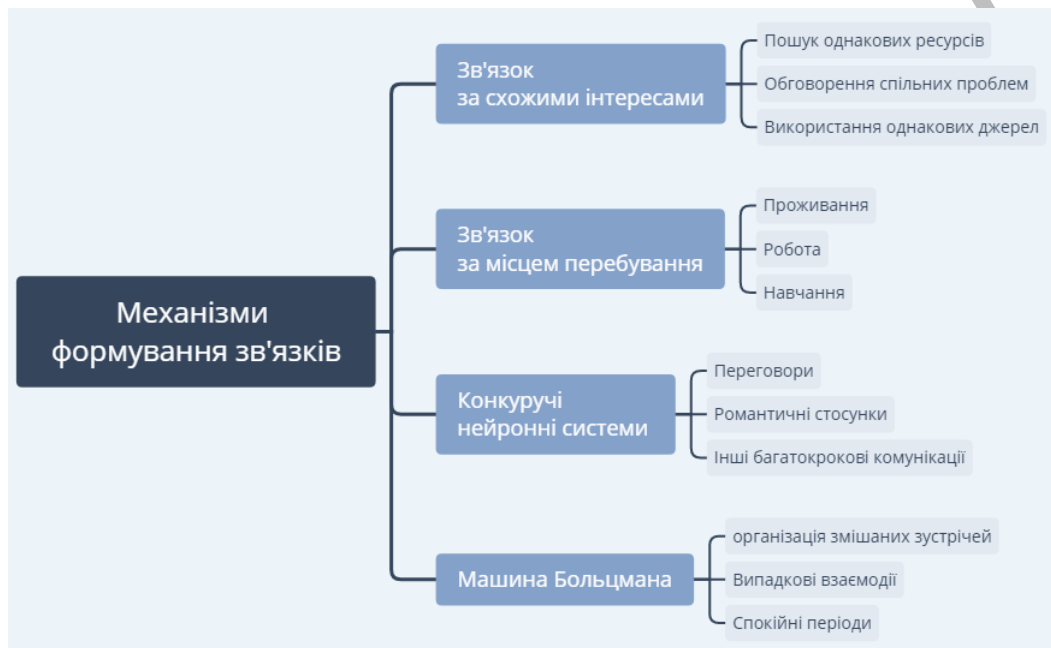 Механізми
формування зв'язків
Зв'язок
за схожими інтересами
Пошук однакових ресурсів
Обговорення спільних проблем
Використання однакових джерел
Зв'язок
за місцем перебування
Проживання
Робота
Навчання
Конкуручі
нейронні системи
Переговори
Романтичні стосунки
Інші багатокрокові комунікації
Машина Больцмана
організація змішаних зустрічей
Випадкові взаємодії
Спокійні періоди